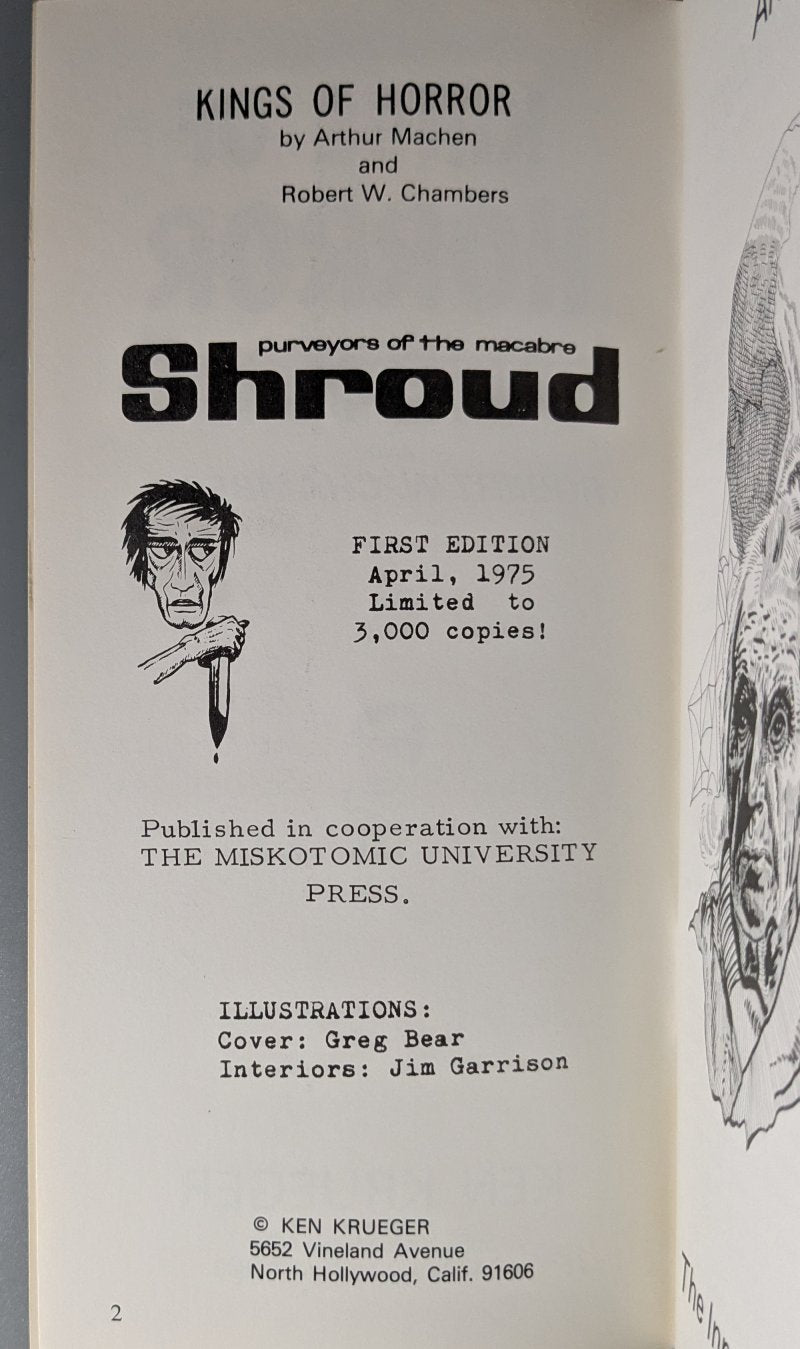 KINGS OF HORROR
by Arthur Machen
and
Robert W. Chambers
purveyors of the macabre
Shroud
FIRST EDITION
April, 1975
Limited to
3,000 copies!
Published in cooperation with:
THE MISKOTOMIC UNIVERSITY
PRESS.
ILLUSTRATIONS:
Cover: Greg Bear
Interiors: Jim Garrison
© KEN KRUEGER
5652 Vineland Avenue
North Hollywood, Calif. 91606
2
The